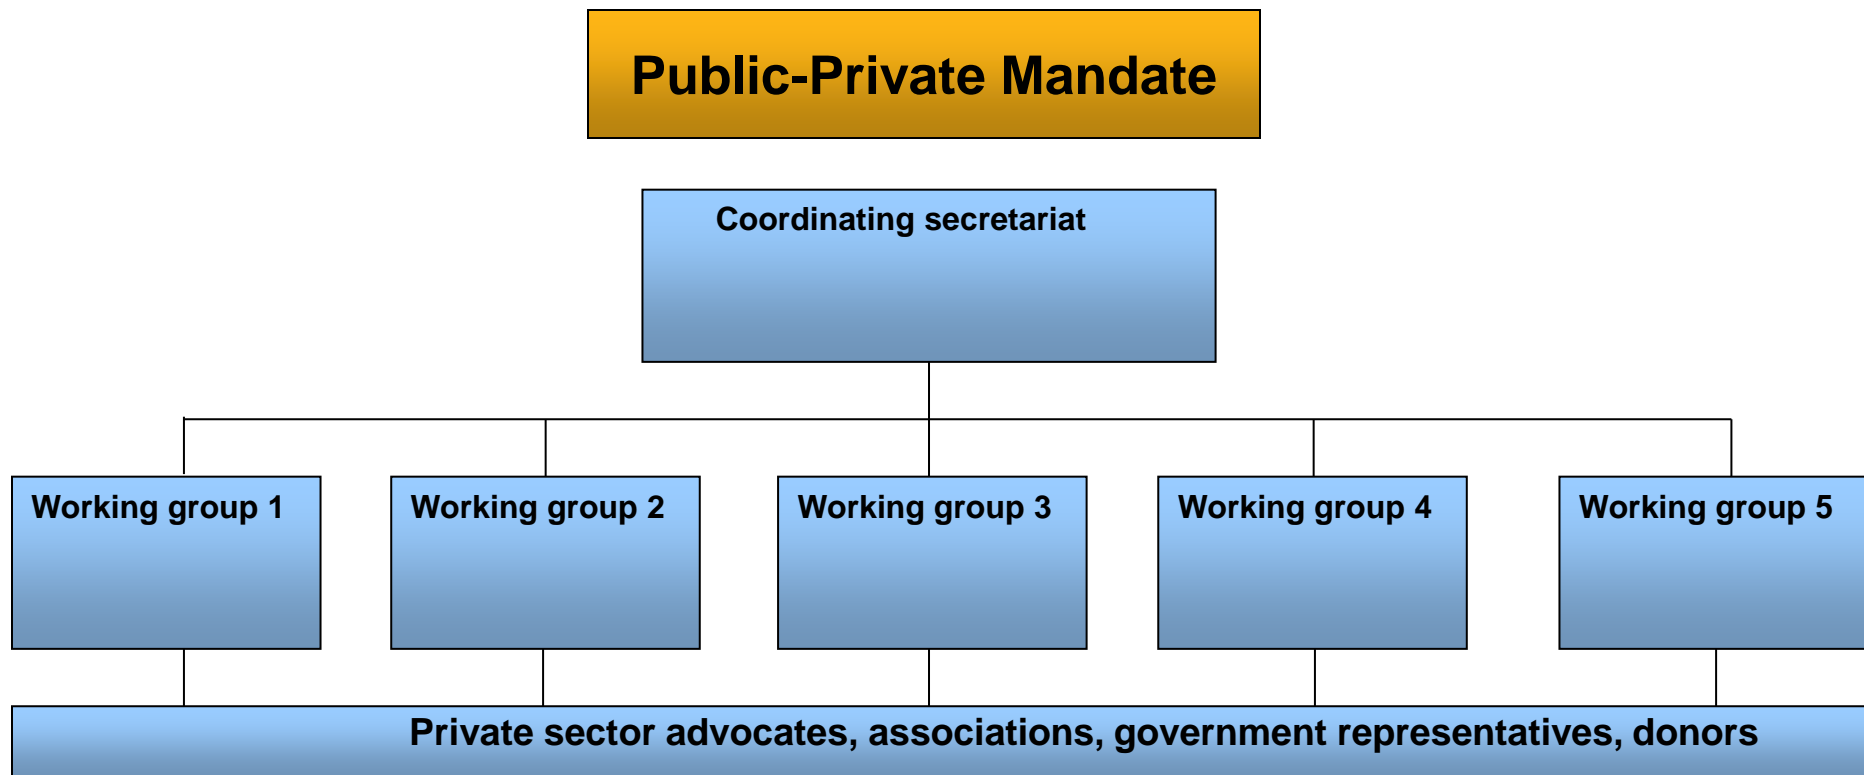 Public-Private Mandate
Coordinating secretariat
Working group 1
Working group 2
Working group 3
Working group 4
Working group 5
Private sector advocates, associations, government representatives, donors